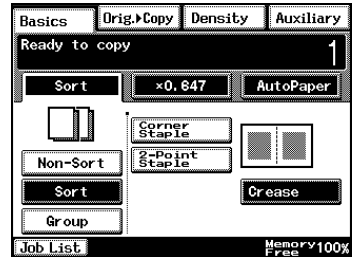 Basics Orig.▸Copy Density Auxiliary
Ready to copy 1
Sort ×0.647 AutoPaper
Corner
Staple
Non-Sort
2-Point
Staple
Sort Crease
Group
Job List Memory
Free 100%